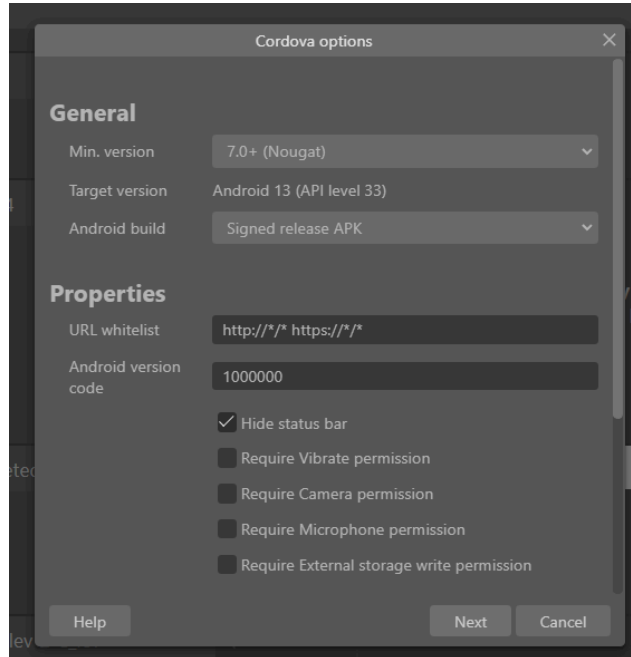 Cordova options
General
Min. version
7.0+ (Nougat)
Target version
Android 13 (API level 33)
Android build
Signed release APK
Properties
URL whitelist
http://*/* https://*/*
Android version
code
1000000
Hide status bar
Require Vibrate permission
Require Camera permission
Require Microphone permission
Require External storage write permission
Help
Next
Cancel